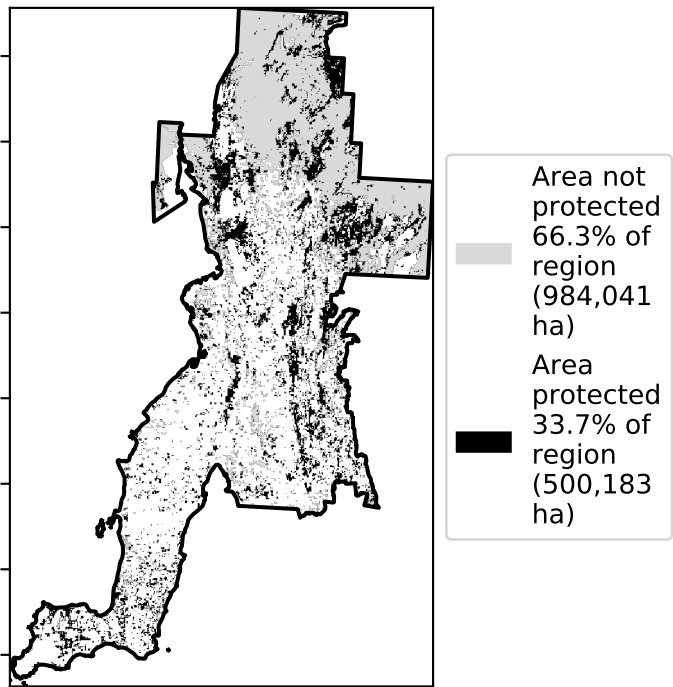 Area not
protected
66.3% of
region
(984,041
ha)
Area
protected
33.7% of
region
(500,183
ha)